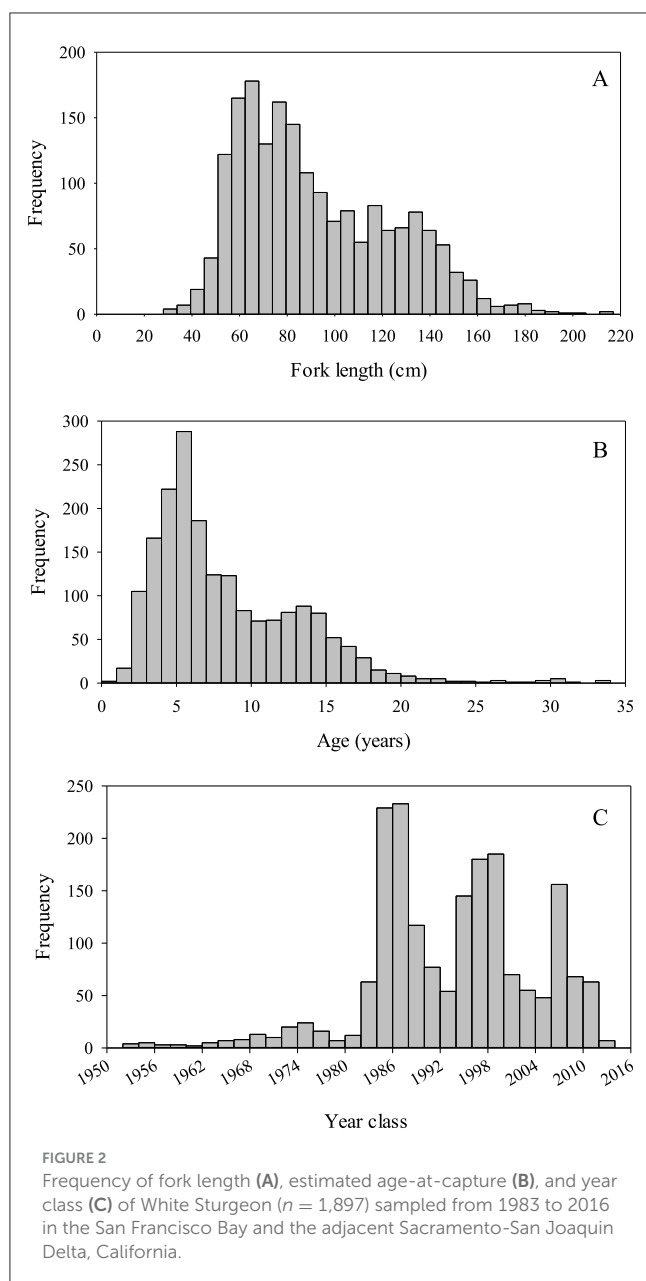 A
200
150
100
50
0
Frequency
0 20 40 60 80 100 120 140 160 180 200 220
Fork length (cm)
B
300
250
200
150
100
50
0
Frequency
0 5 10 15 20 25 30 35
Age (years)
C
250
200
150
100
50
0
Frequency
1950 1956 1962 1968 1974 1980 1986 1992 1998 2004 2010 2016
Year class
FIGURE 2
Frequency of fork length (A), estimated age-at-capture (B), and year
class (C) of White Sturgeon (n = 1,897) sampled from 1983 to 2016
in the San Francisco Bay and the adjacent Sacramento-San Joaquin
Delta, California.